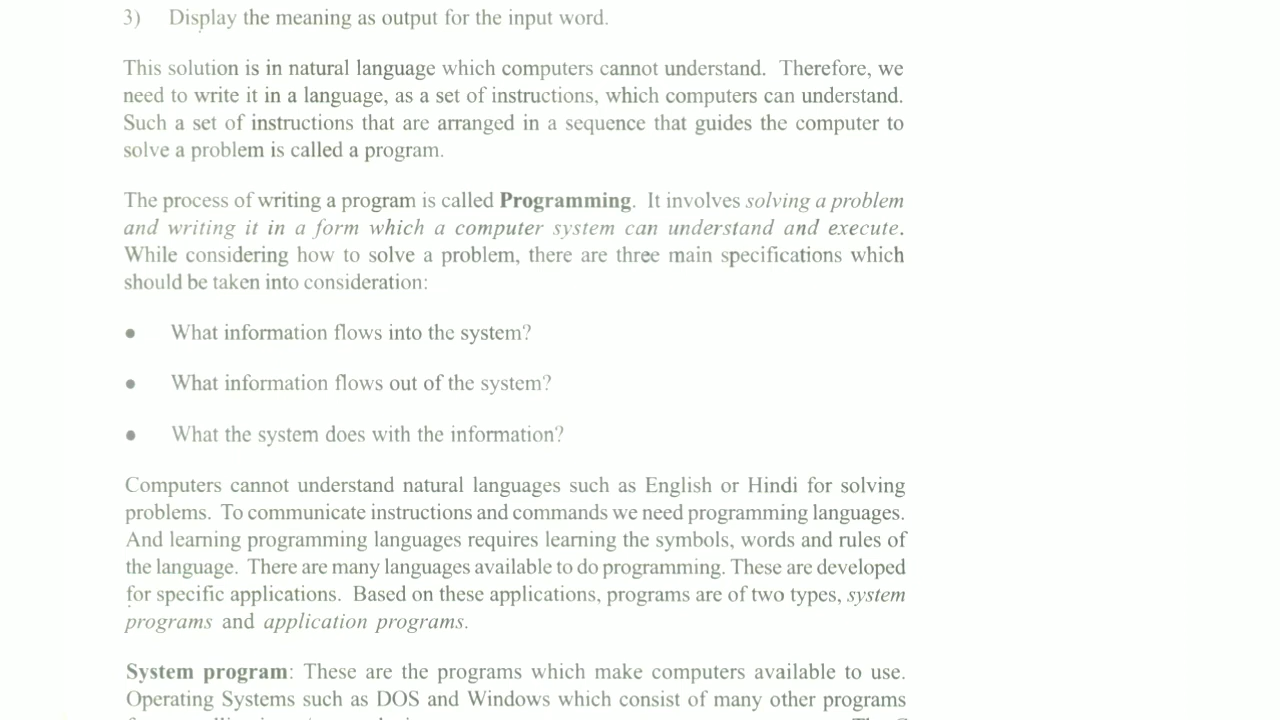 3) Display the meaning as output for the input word.
This solution is in natural language which computers cannot understand. Therefore, we
need to write it in a language, as a set of instructions, which computers can understand.
Such a set of instructions that are arranged in a sequence that guides the computer to
solve a problem is called a program.
The process of writing a program is called Programming. It involves solving a problem
and writing it in a form which a computer system can understand and execute.
While considering how to solve a problem, there are three main specifications which
should be taken into consideration:
• What information flows into the system?
• What information flows out of the system?
• What the system does with the information?
Computers cannot understand natural languages such as English or Hindi for solving
problems. To communicate instructions and commands we need programming languages.
And learning programming languages requires learning the symbols, words and rules of
the language. There are many languages available to do programming. These are developed
for specific applications. Based on these applications, programs are of two types, system
programs and application programs.
System program: These are the programs which make computers available to use.
Operating Systems such as DOS and Windows which consist of many other programs